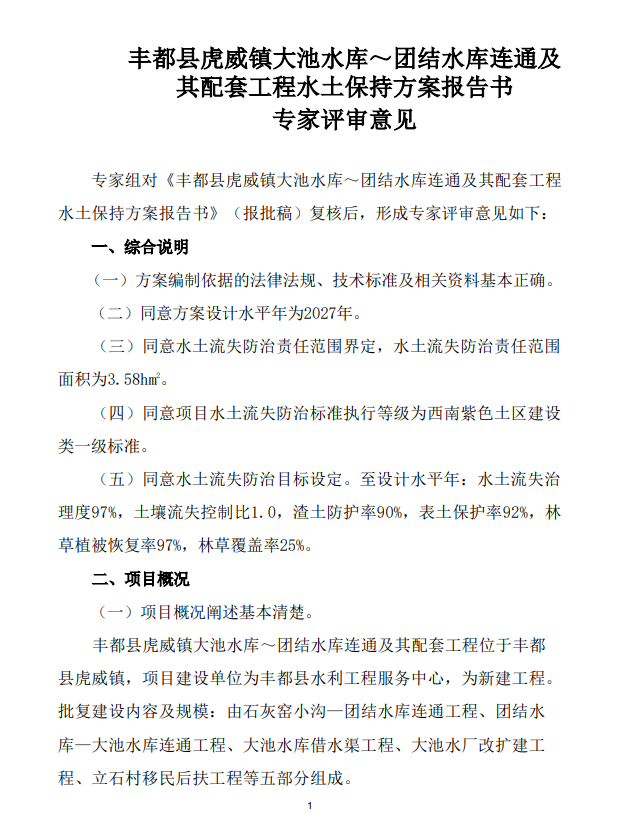 丰都县虎威镇大池水库～团结水库连通及
其配套工程水土保持方案报告书
专家评审意见
专家组对《丰都县虎威镇大池水库～团结水库连通及其配套工程
水土保持方案报告书》（报批稿）复核后，形成专家评审意见如下：
一、综合说明
（一）方案编制依据的法律法规、技术标准及相关资料基本正确。
（二）同意方案设计水平年为2027年。
（三）同意水土流失防治责任范围界定，水土流失防治责任范围
面积为3.58hm²。
（四）同意项目水土流失防治标准执行等级为西南紫色土区建设
类一级标准。
（五）同意水土流失防治目标设定。至设计水平年：水土流失治
理度97%，土壤流失控制比1.0，渣土防护率90%，表土保护率92%，林
草植被恢复率97%，林草覆盖率25%。
二、项目概况
（一）项目概况阐述基本清楚。
丰都县虎威镇大池水库～团结水库连通及其配套工程位于丰都
县虎威镇，项目建设单位为丰都县水利工程服务中心，为新建工程。
批复建设内容及规模：由石灰窑小沟—团结水库连通工程、团结水
库—大池水库连通工程、大池水库借水渠工程、大池水厂改扩建工
程、立石村移民后扶工程等五部分组成。
1